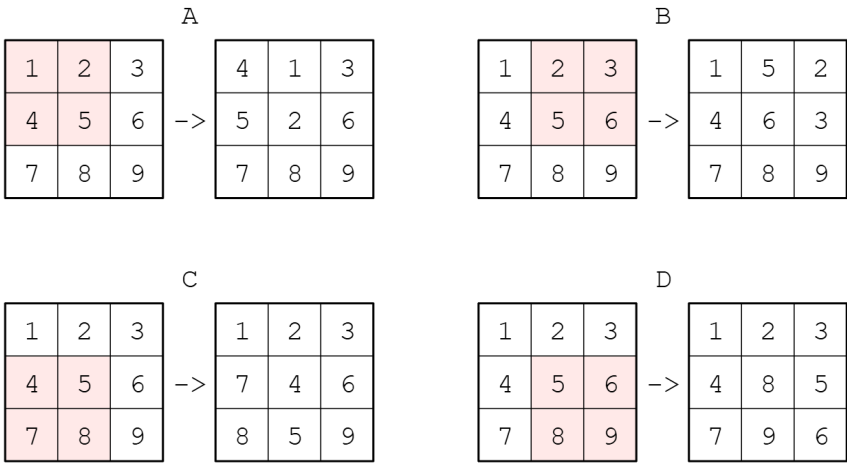 A B
1 2 3 4 1 3 1 2 3 1 5 2
4 5 6 -> 5 2 6 4 5 6 -> 4 6 3
7 8 9 7 8 9 7 8 9 7 8 9
C D
1 2 3 1 2 3 1 2 3 1 2 3
4 5 6 -> 7 4 6 4 5 6 -> 4 8 5
7 8 9 8 5 9 7 8 9 7 9 6